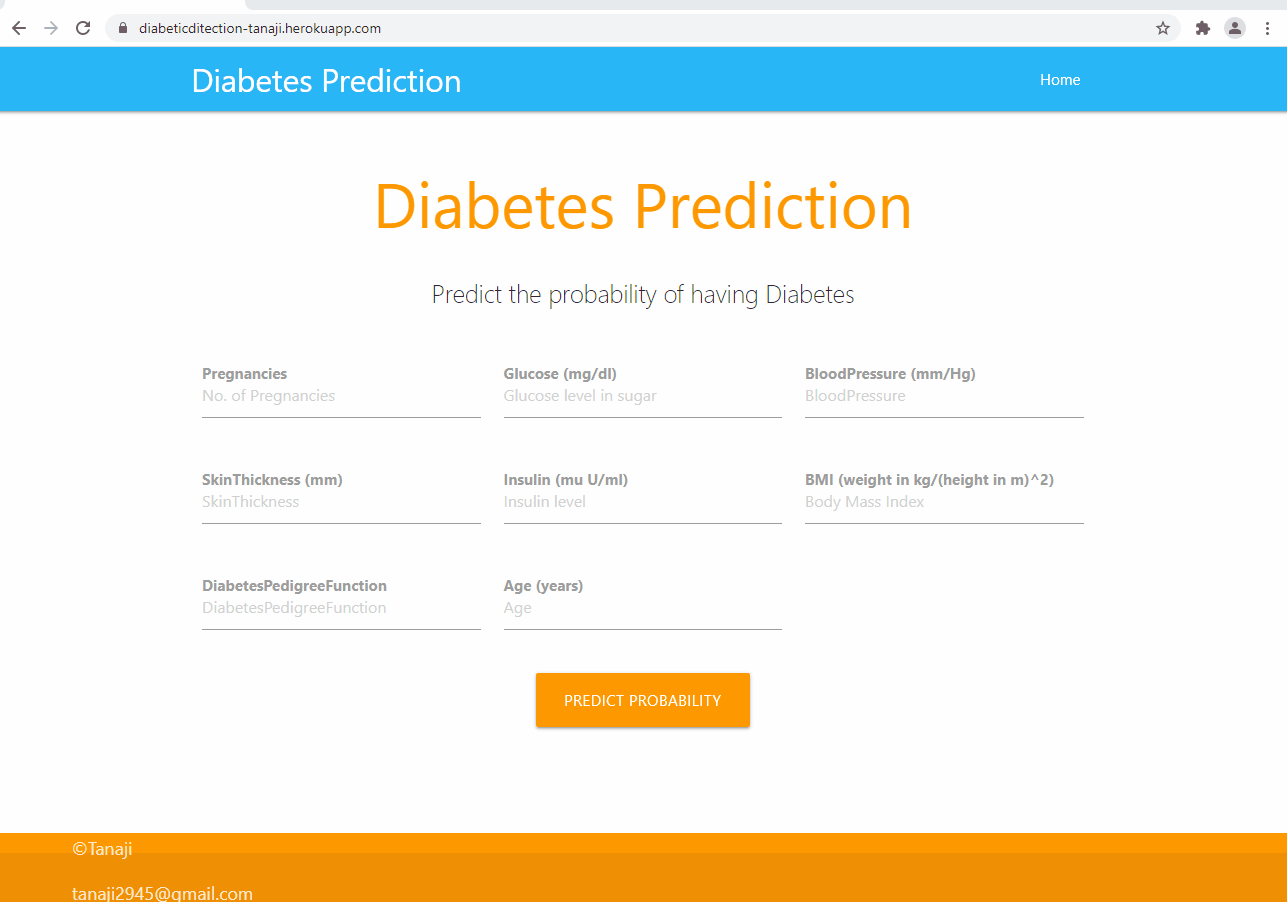 diabeticditection-tanaji.herokuapp.com
Diabetes Prediction
Home
Diabetes Prediction
Predict the probability of having Diabetes
Pregnancies
No. of Pregnancies
Glucose (mg/dl)
Glucose level in sugar
BloodPressure (mm/Hg)
BloodPressure
SkinThickness (mm)
SkinThickness
Insulin (mu U/ml)
Insulin level
BMI (weight in kg/(height in m)^2)
Body Mass Index
DiabetesPedigreeFunction
DiabetesPedigreeFunction
Age (years)
Age
PREDICT PROBABILITY
©Tanaji
tanaji2945@gmail.com